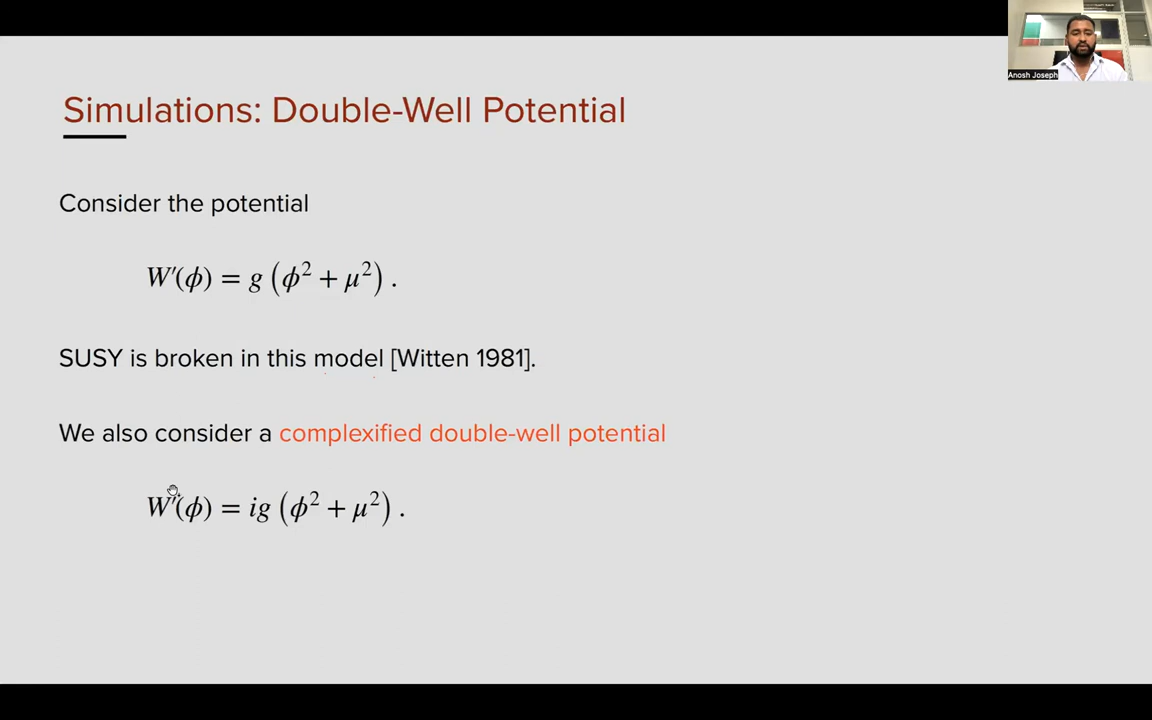 Anosh Joseph
Simulations: Double-Well Potential
Consider the potential
W′(ϕ) = g (ϕ² + μ²) .
SUSY is broken in this model [Witten 1981].
We also consider a complexified double-well potential
W′(ϕ) = ig (ϕ² + μ²) .